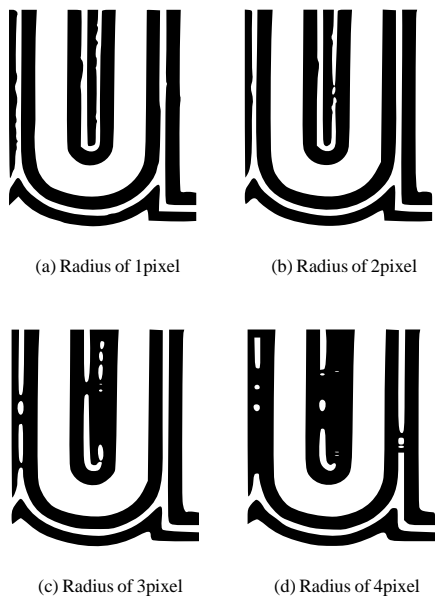 (a) Radius of 1pixel
(b) Radius of 2pixel
(c) Radius of 3pixel
(d) Radius of 4pixel